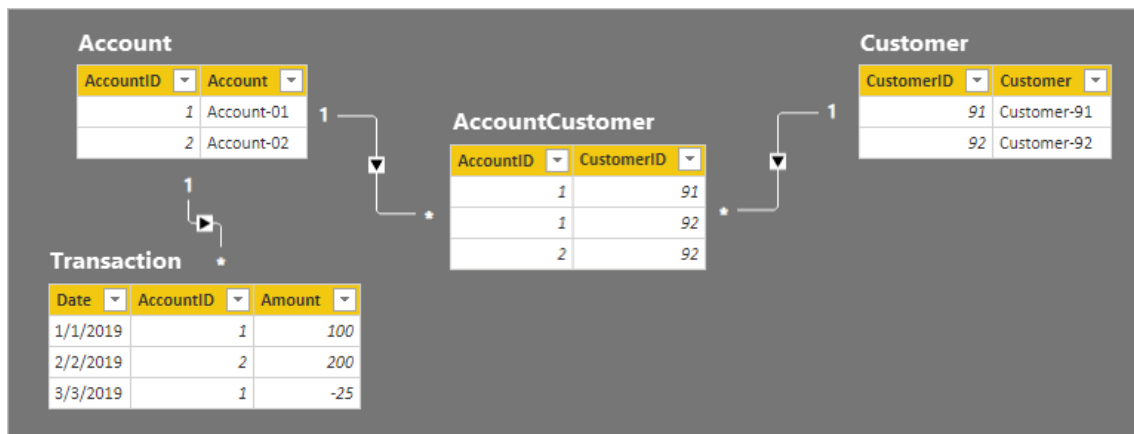 Account
AccountID Account
1 Account-01
2 Account-02
1
*
1
*
Customer
CustomerID Customer
91 Customer-91
92 Customer-92
1
*
AccountCustomer
AccountID CustomerID
1 91
1 92
2 92
Transaction
Date AccountID Amount
1/1/2019 1 100
2/2/2019 2 200
3/3/2019 1 -25